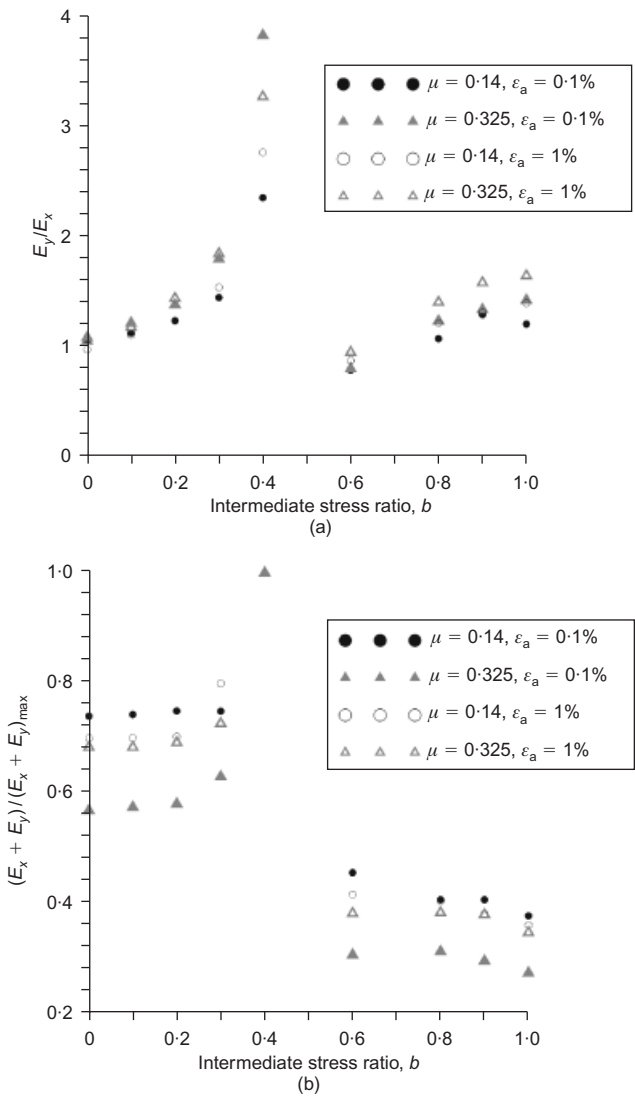 4
3
2
1
0
E_y/E_x
μ = 0·14, ε_a = 0·1%
μ = 0·325, ε_a = 0·1%
μ = 0·14, ε_a = 1%
μ = 0·325, ε_a = 1%
0 0·2 0·4 0·6 0·8 1·0
Intermediate stress ratio, b
(a)
1·0
0·8
0·6
0·4
0·2
(E_x + E_y)/(E_x + E_y)_max
μ = 0·14, ε_a = 0·1%
μ = 0·325, ε_a = 0·1%
μ = 0·14, ε_a = 1%
μ = 0·325, ε_a = 1%
0 0·2 0·4 0·6 0·8 1·0
Intermediate stress ratio, b
(b)